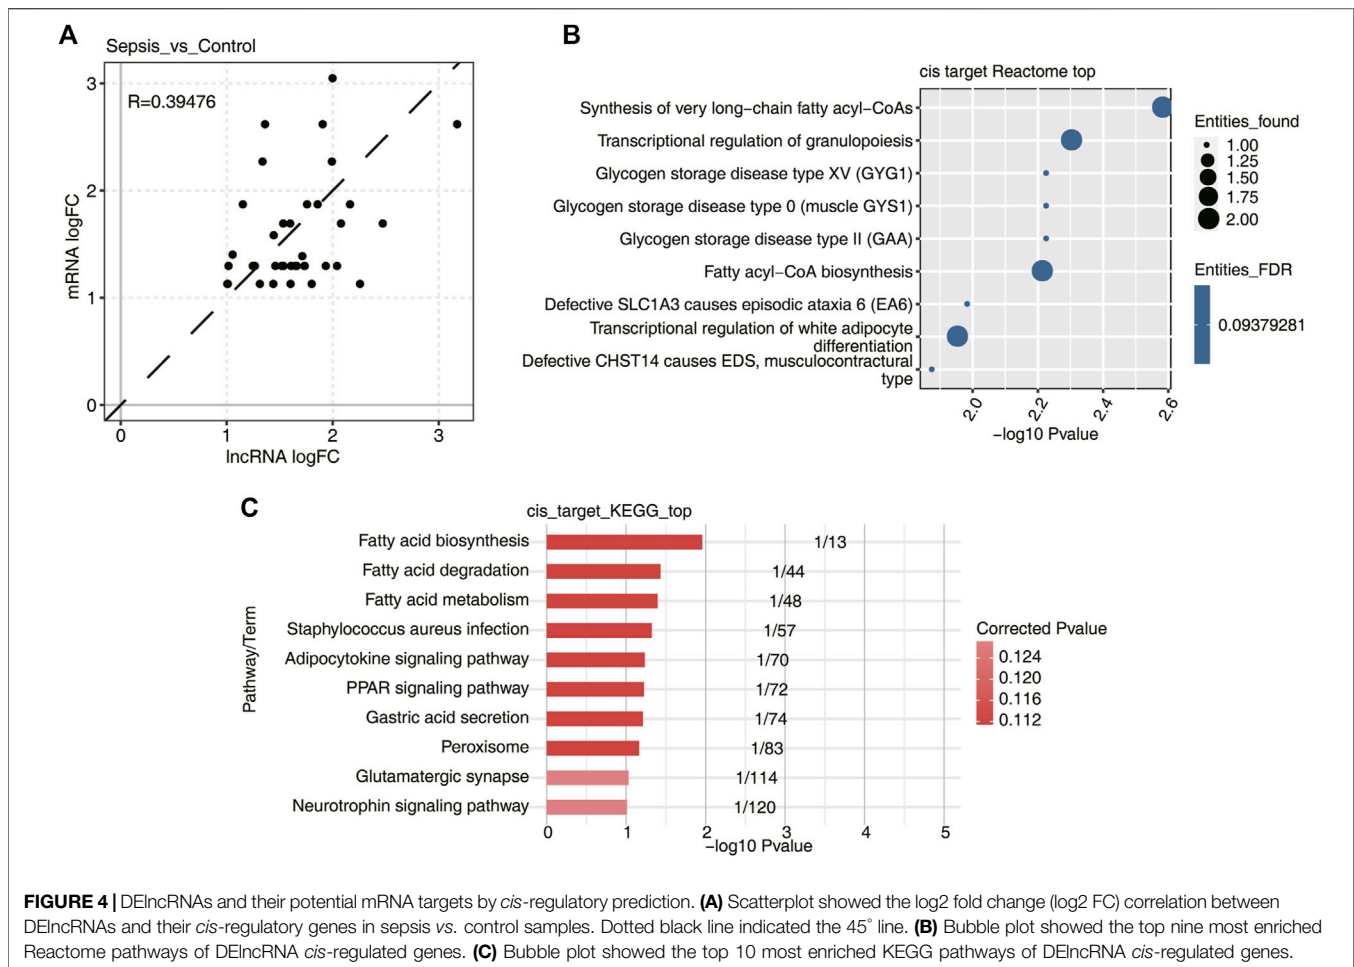 A
Sepsis_vs_Control
R=0.39476
3
2
1
0
mRNA logFC
0 1 2 3
lncRNA logFC
B
cis target Reactome top
Synthesis of very long−chain fatty acyl−CoAs
Transcriptional regulation of granulopoiesis
Glycogen storage disease type XV (GYG1)
Glycogen storage disease type 0 (muscle GYS1)
Glycogen storage disease type II (GAA)
Fatty acyl−CoA biosynthesis
Defective SLC1A3 causes episodic ataxia 6 (EA6)
Transcriptional regulation of white adipocyte
differentiation
Defective CHST14 causes EDS, musculocontractural
type
2.0 2.2 2.4 2.6
−log10 Pvalue
Entities_found
1.00
1.25
1.50
1.75
2.00
Entities_FDR
0.09379281
C
cis_target_KEGG_top
Pathway/Term
Fatty acid biosynthesis 1/13
Fatty acid degradation 1/44
Fatty acid metabolism 1/48
Staphylococcus aureus infection 1/57
Adipocytokine signaling pathway 1/70
PPAR signaling pathway 1/72
Gastric acid secretion 1/74
Peroxisome 1/83
Glutamatergic synapse 1/114
Neurotrophin signaling pathway 1/120
0 1 2 3 4 5
−log10 Pvalue
Corrected Pvalue
0.124
0.120
0.116
0.112
FIGURE 4 | DElncRNAs and their potential mRNA targets by cis-regulatory prediction. (A) Scatterplot showed the log2 fold change (log2 FC) correlation between
DElncRNAs and their cis-regulatory genes in sepsis vs. control samples. Dotted black line indicated the 45° line. (B) Bubble plot showed the top nine most enriched
Reactome pathways of DElncRNA cis-regulated genes. (C) Bubble plot showed the top 10 most enriched KEGG pathways of DElncRNA cis-regulated genes.